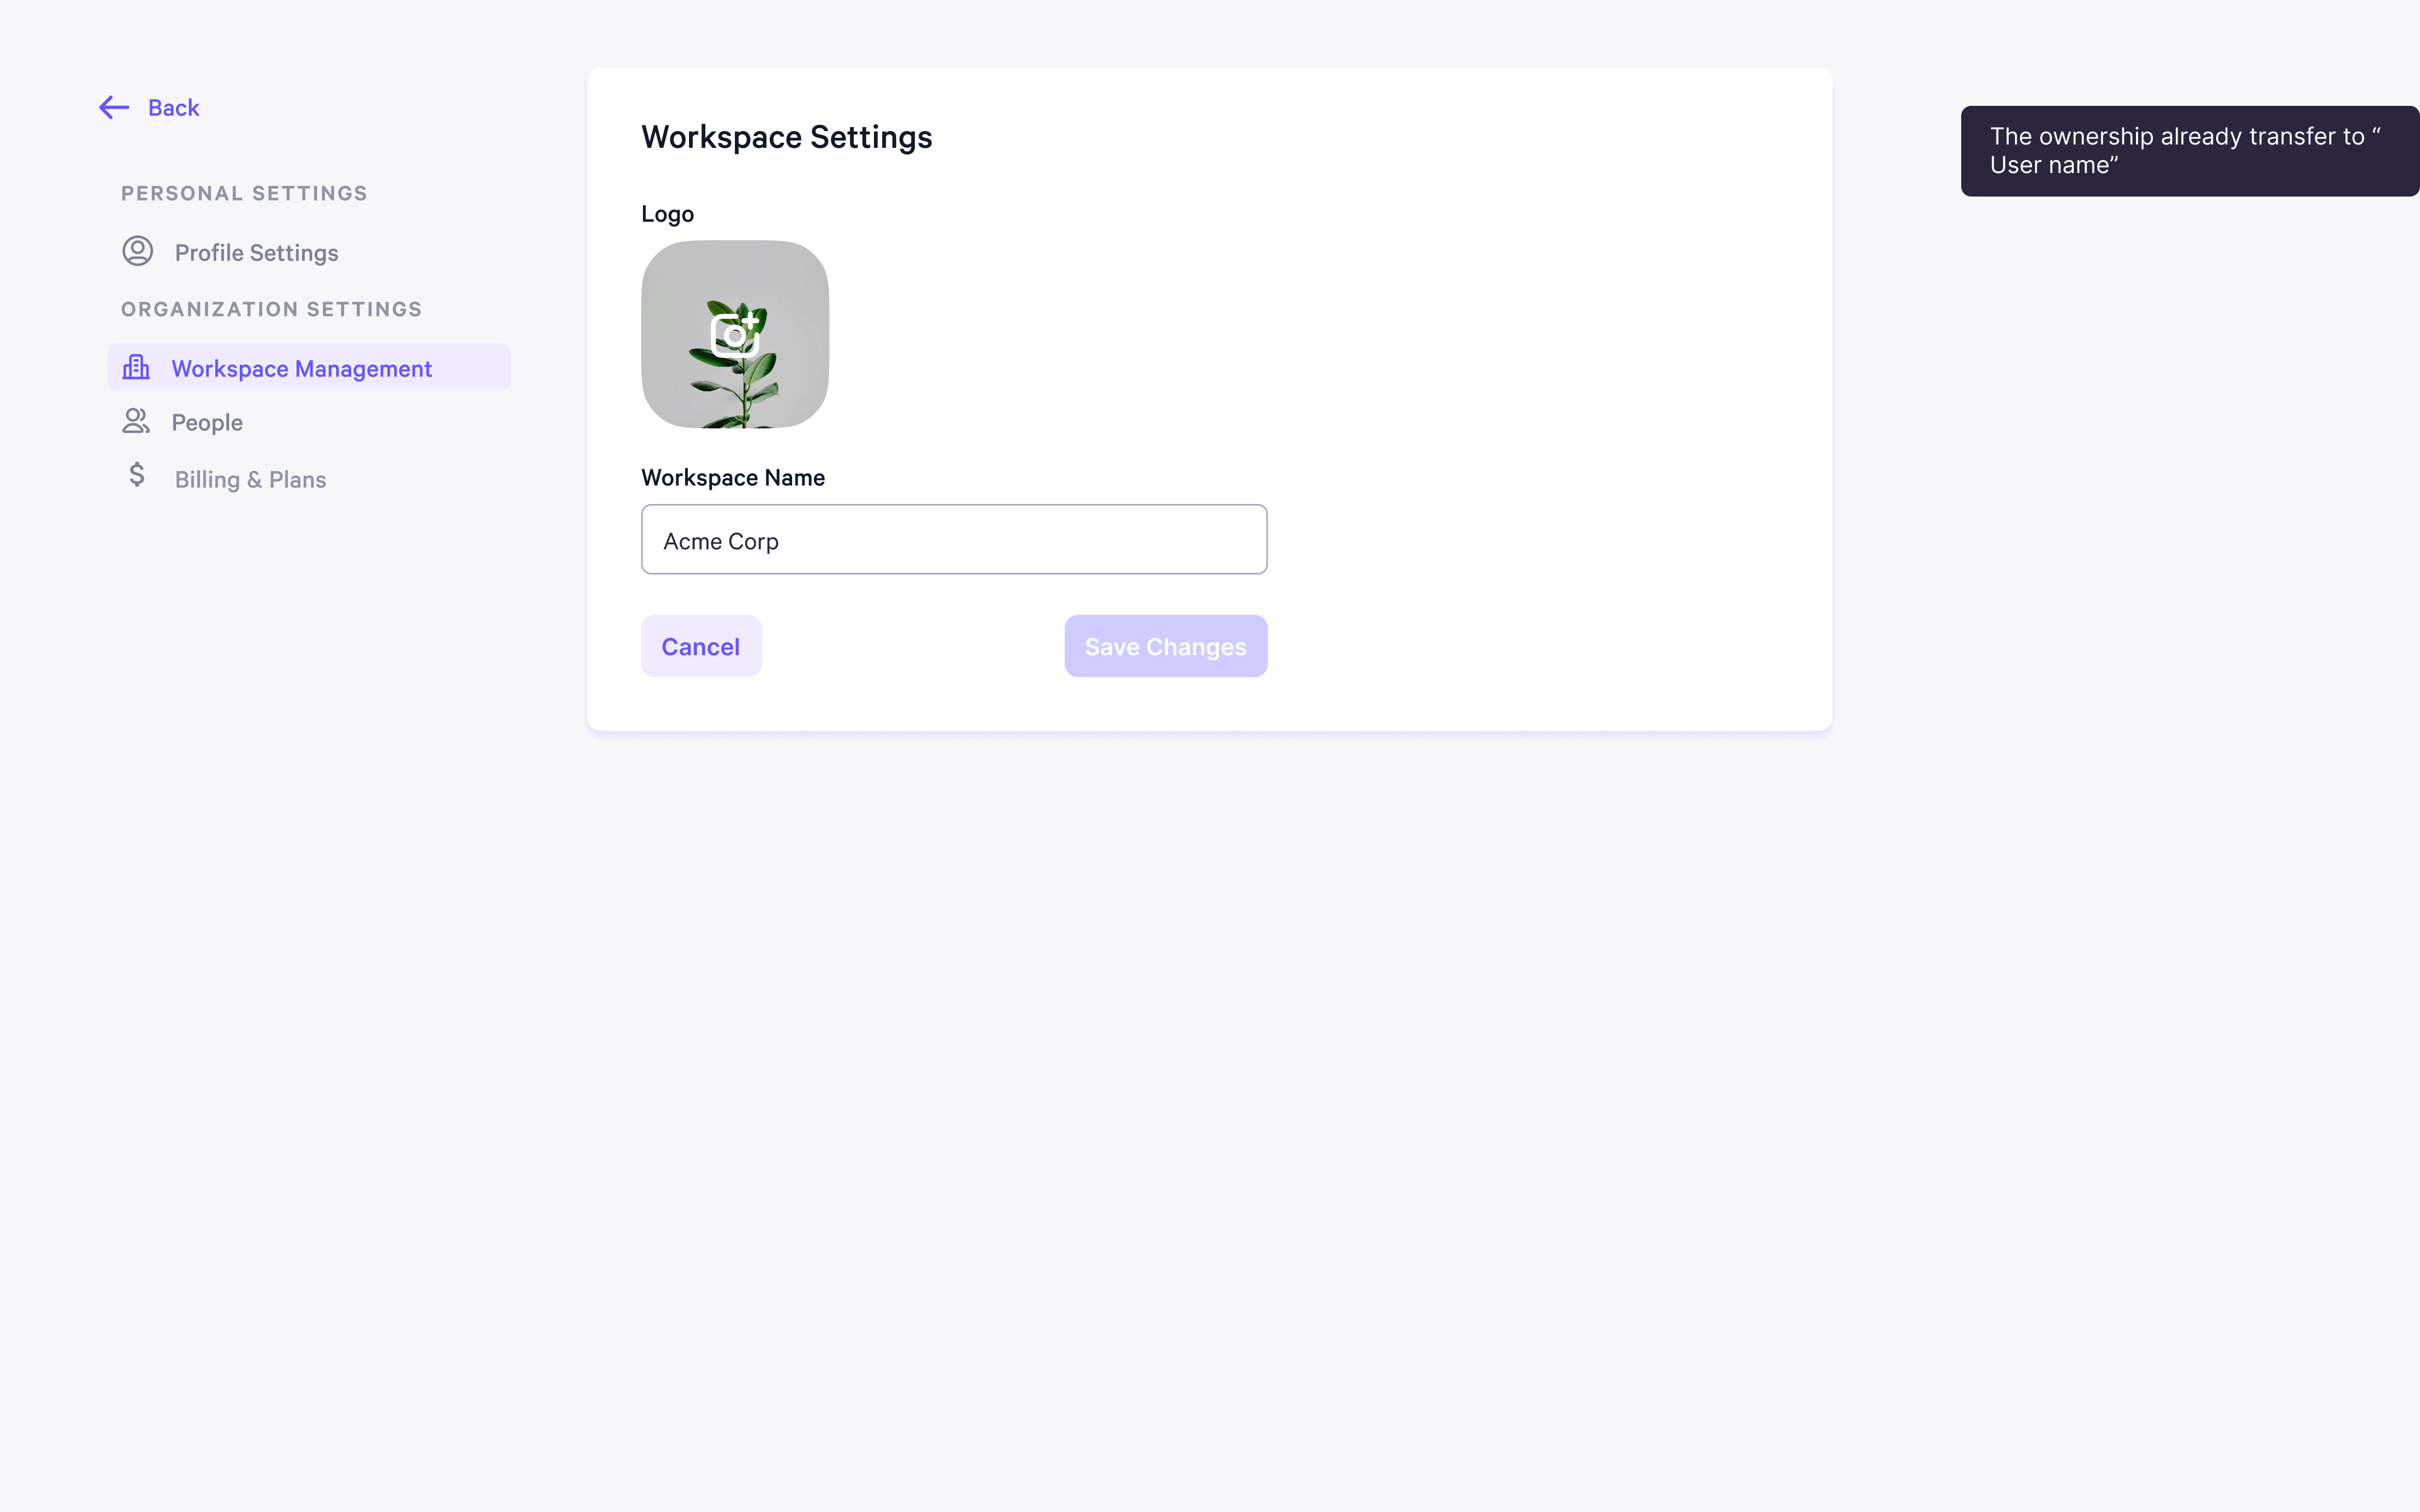 Back
PERSONAL SETTINGS
Profile Settings
ORGANIZATION SETTINGS
Workspace Management
People
Billing & Plans
Workspace Settings
Logo
Workspace Name
Acme Corp
Cancel
Save Changes
The ownership already transfer to “
User name”